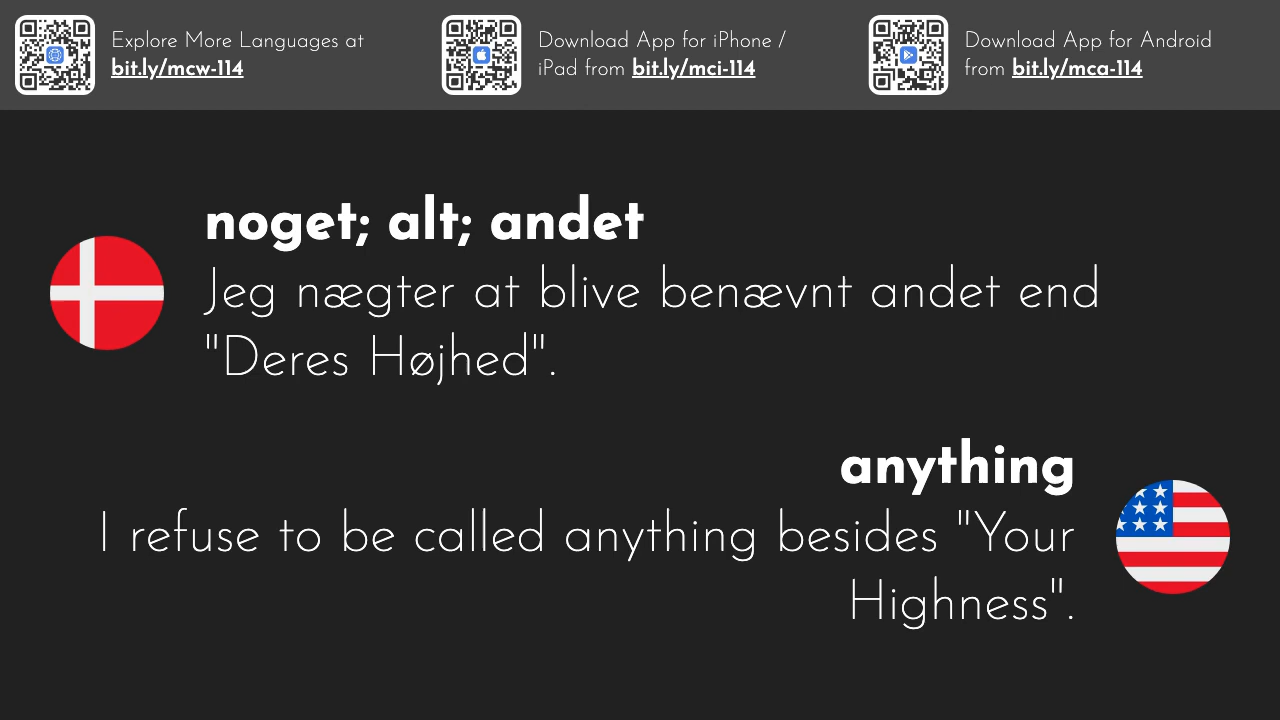 Explore More Languages at
bit.ly/mcw-114
Download App for iPhone /
iPad from bit.ly/mci-114
Download App for Android
from bit.ly/mca-114
noget; alt; andet
Jeg nægter at blive benævnt andet end
"Deres Højhed".
anything
I refuse to be called anything besides "Your
Highness".